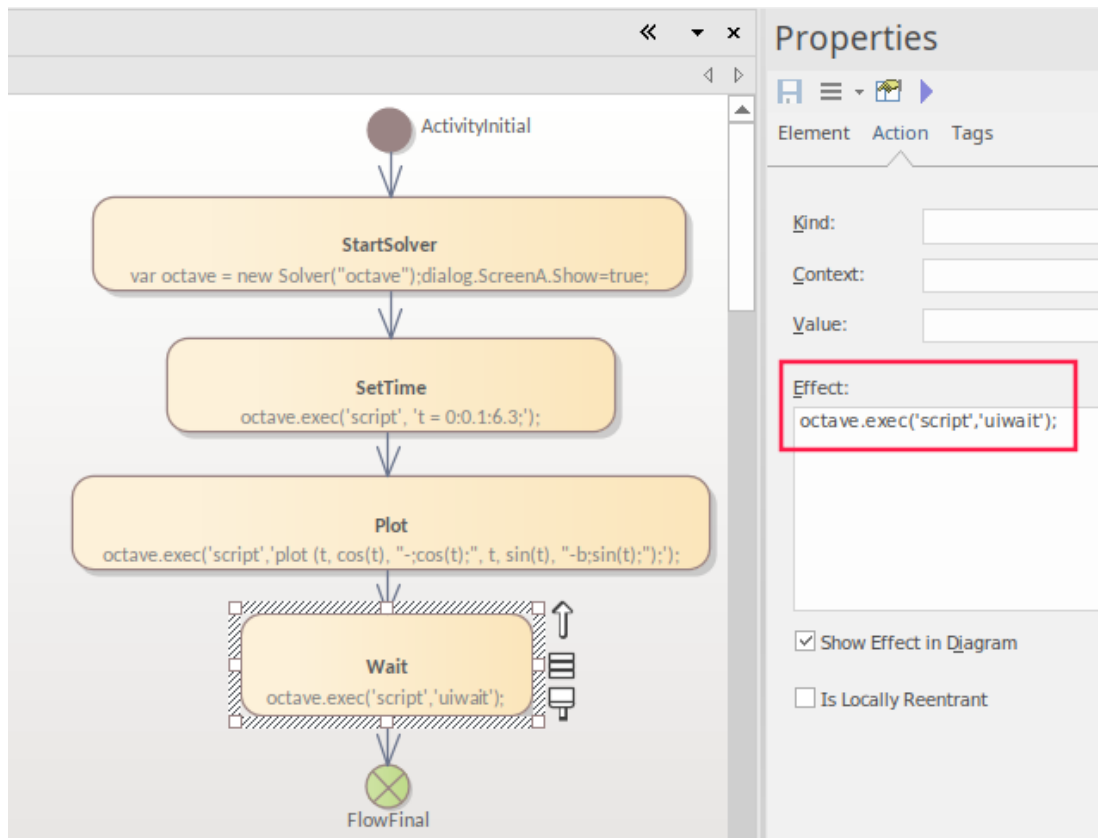 Properties
Element Action Tags
ActivityInitial
StartSolver
var octave = new Solver("octave");dialog.ScreenA.Show=true;
SetTime
octave.exec('script', 't = 0:0.1:6.3;');
Plot
octave.exec('script','plot (t, cos(t), "-;cos(t);", t, sin(t), "-b;sin(t);");');
Wait
octave.exec('script','uiwait');
FlowFinal
Kind:
Context:
Value:
Effect:
octave.exec('script','uiwait');
Show Effect in Diagram
Is Locally Reentrant